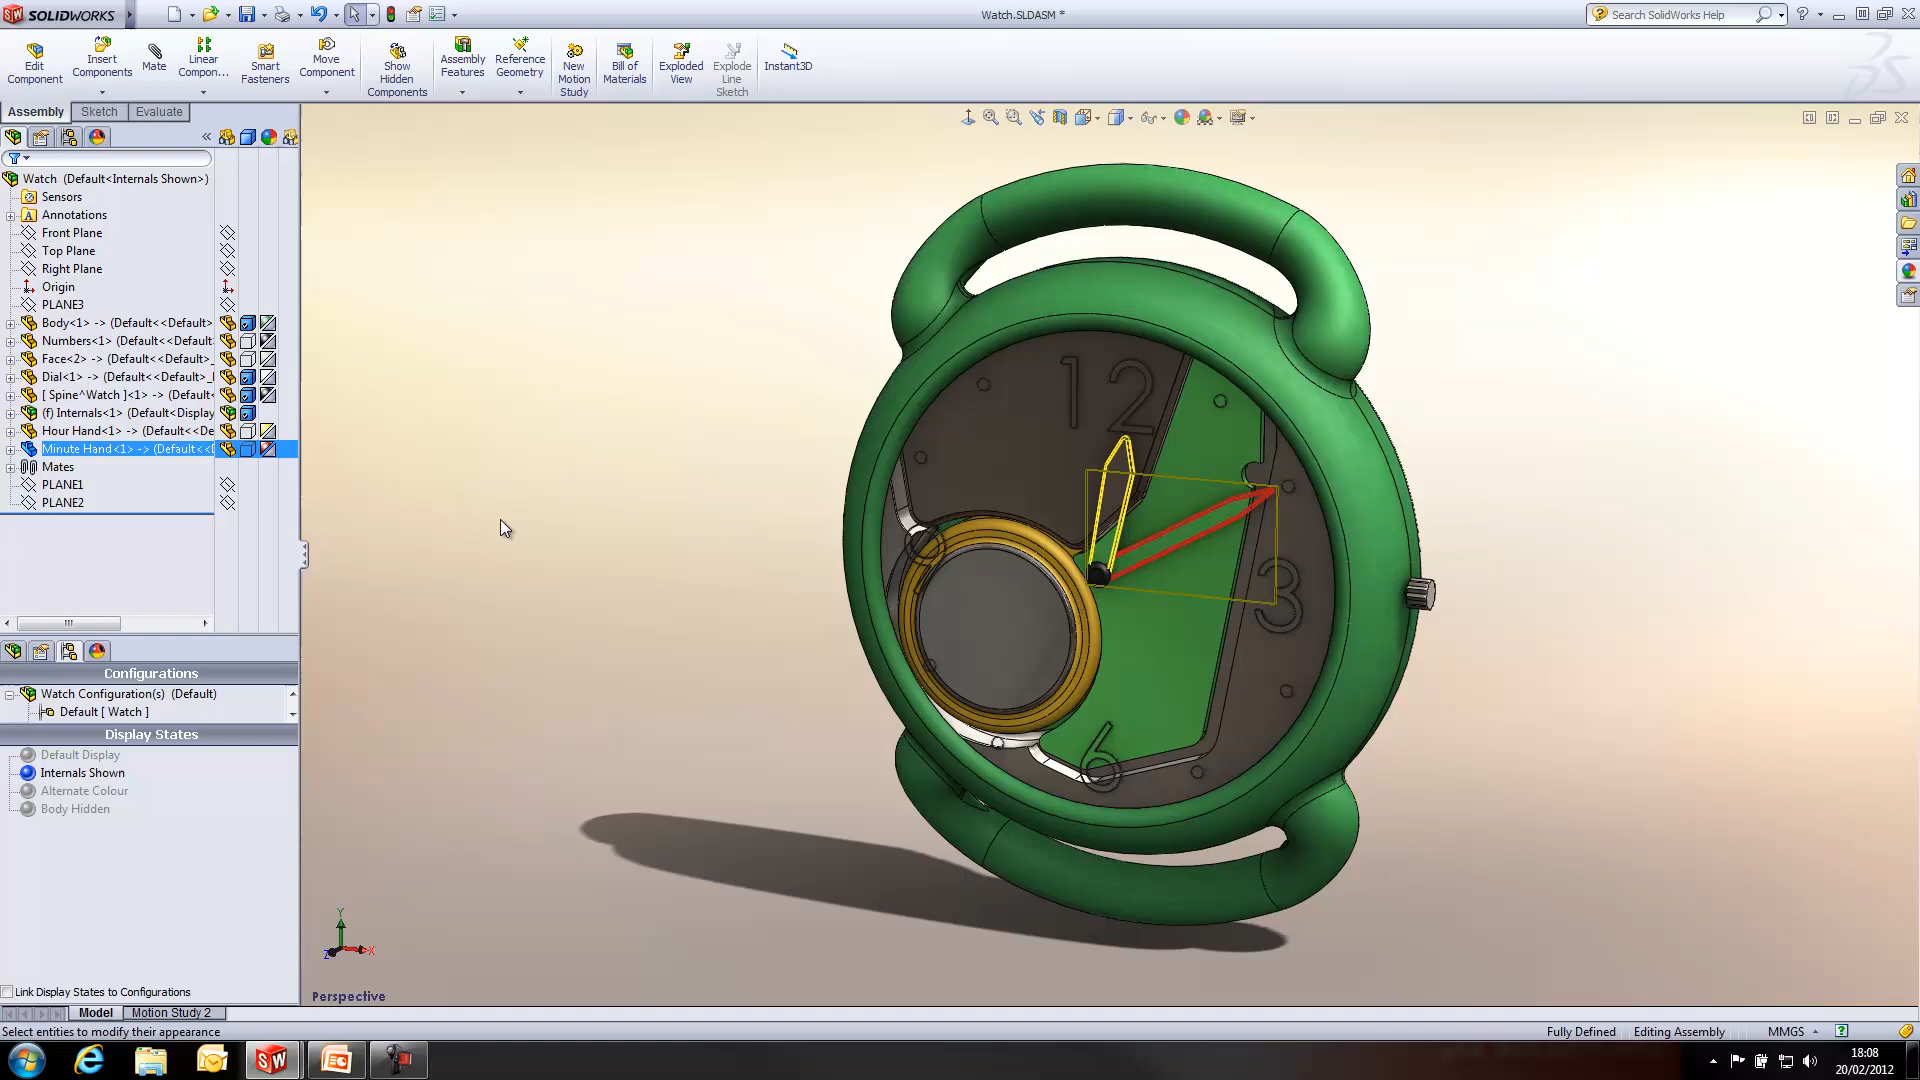 SOLIDWORKS
Watch.SLDASM *
Search SolidWorks Help
Edit Component
Insert Components
Mate
Linear Compon...
Smart Fasteners
Move Component
Show Hidden Components
Assembly Features
Reference Geometry
New Motion Study
Bill of Materials
Exploded View
Explode Line Sketch
Instant3D
Assembly
Sketch
Evaluate
Watch (Default<Internals Shown>)
Sensors
Annotations
Front Plane
Top Plane
Right Plane
Origin
PLANE3
Body<1> -> (Default<<Default>
Numbers<1> -> (Default<<Default
Face<2> -> (Default<<Default>_
Dial<1> -> (Default<<Default>_
[ Spine^Watch ]<1> -> (Default<
(f) Internals<1> (Default<Display
Hour Hand<1> -> (Default<<De
Minute Hand<1> -> (Default<<
Mates
PLANE1
PLANE2
Configurations
Watch Configuration(s) (Default)
Default [ Watch ]
Display States
Default Display
Internals Shown
Alternate Colour
Body Hidden
Link Display States to Configurations
12
3
6
Y
X
Z
Perspective
Model
Motion Study 2
Select entities to modify their appearance
Fully Defined
Editing Assembly
MMGS
18:08
20/02/2012